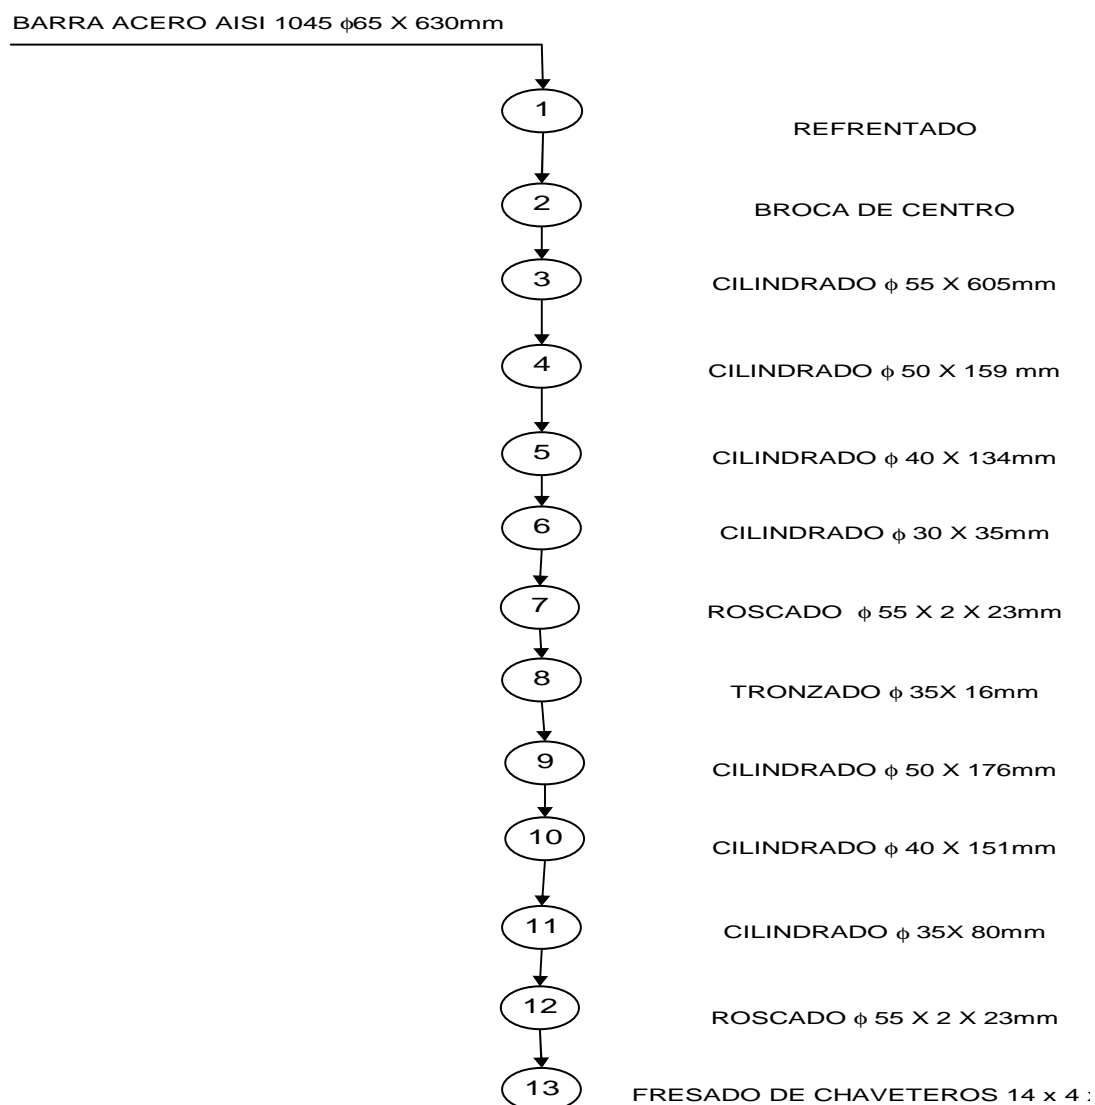 BARRA ACERO AISI 1045 ϕ65 X 630mm
1
REFRENTADO
2
BROCA DE CENTRO
3
CILINDRADO ϕ 55 X 605mm
4
CILINDRADO ϕ 50 X 159 mm
5
CILINDRADO ϕ 40 X 134mm
6
CILINDRADO ϕ 30 X 35mm
7
ROSCADO ϕ 55 X 2 X 23mm
8
TRONZADO ϕ 35X 16mm
9
CILINDRADO ϕ 50 X 176mm
10
CILINDRADO ϕ 40 X 151mm
11
CILINDRADO ϕ 35X 80mm
12
ROSCADO ϕ 55 X 2 X 23mm
13
FRESADO DE CHAVETEROS 14 x 4